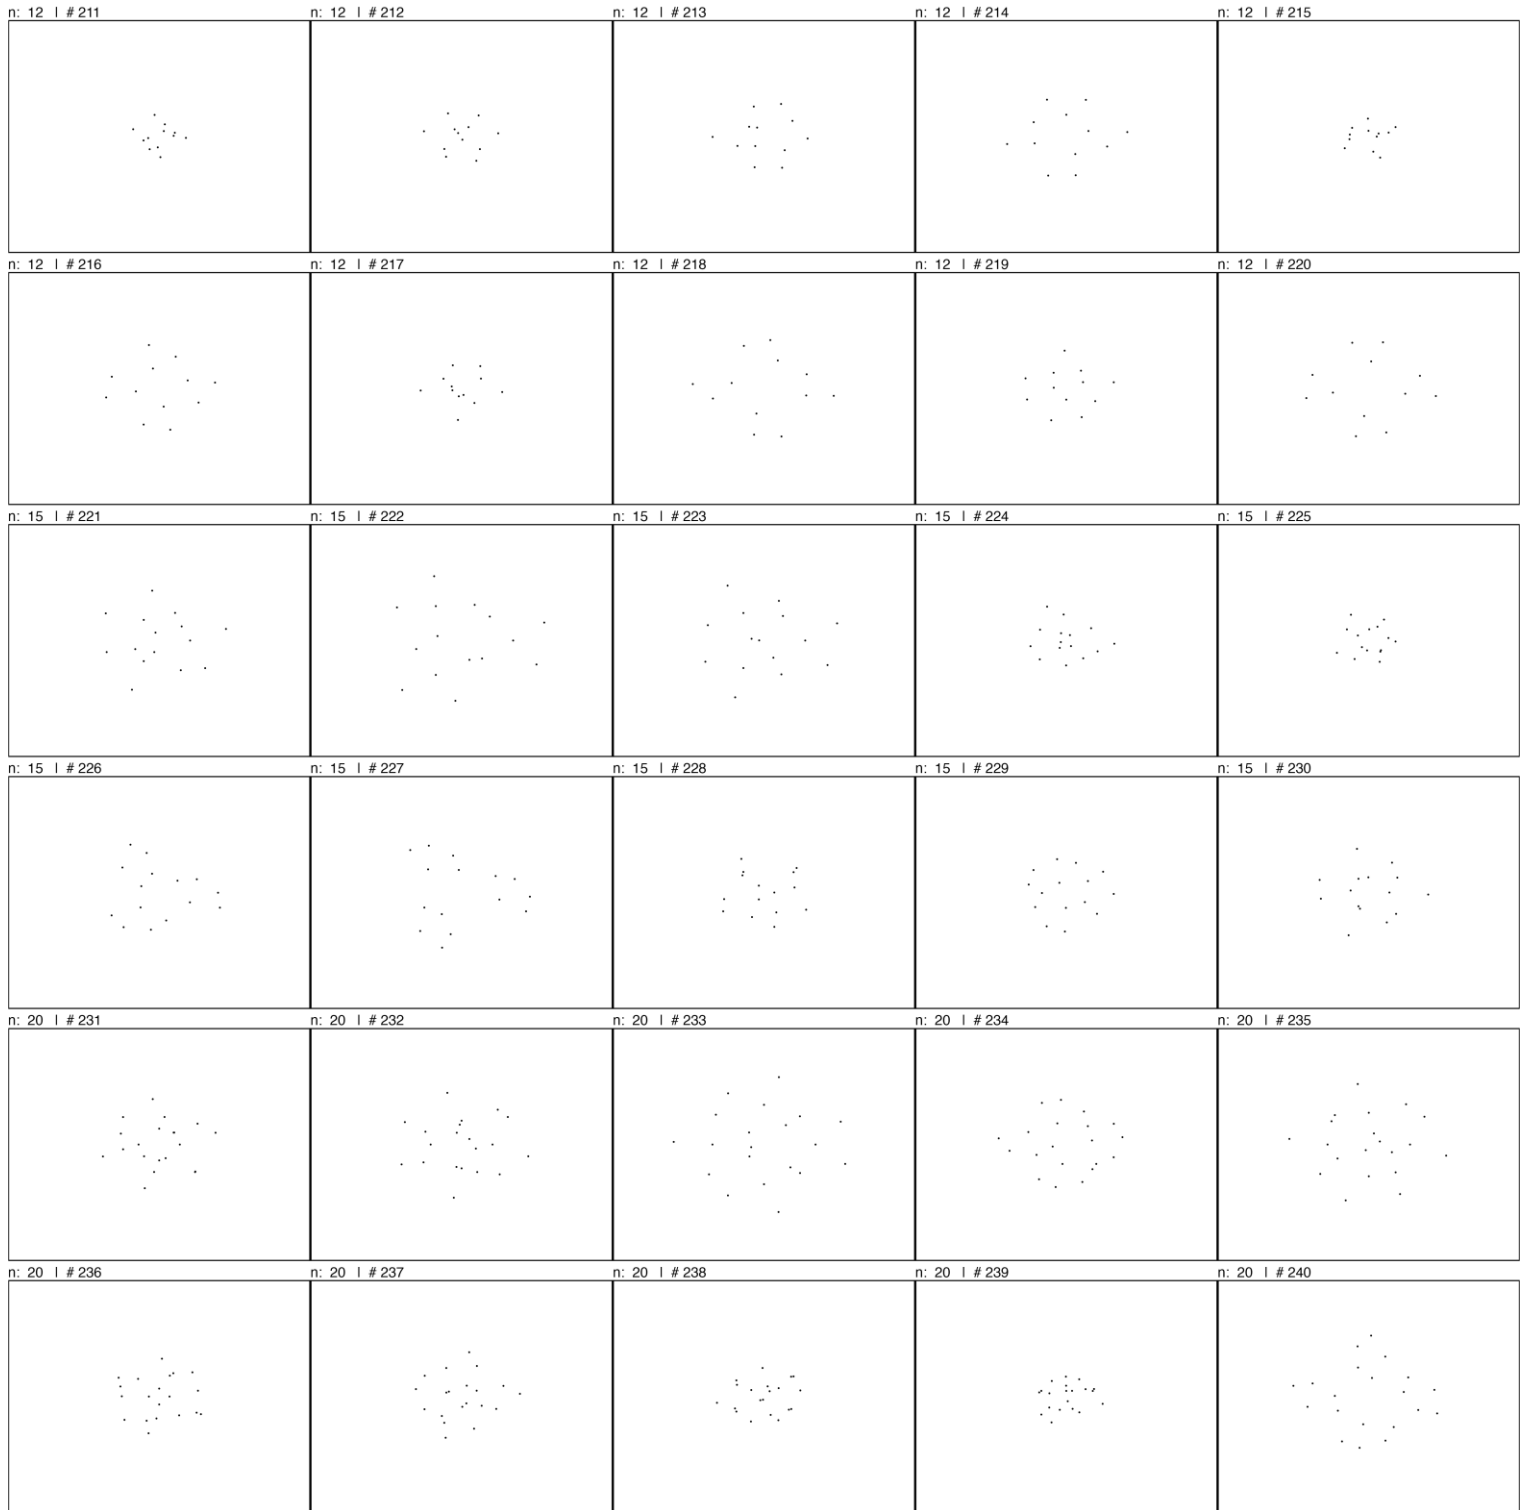 n: 12 | # 211
n: 12 | # 212
n: 12 | # 213
n: 12 | # 214
n: 12 | # 215
n: 12 | # 216
n: 12 | # 217
n: 12 | # 218
n: 12 | # 219
n: 12 | # 220
n: 15 | # 221
n: 15 | # 222
n: 15 | # 223
n: 15 | # 224
n: 15 | # 225
n: 15 | # 226
n: 15 | # 227
n: 15 | # 228
n: 15 | # 229
n: 15 | # 230
n: 20 | # 231
n: 20 | # 232
n: 20 | # 233
n: 20 | # 234
n: 20 | # 235
n: 20 | # 236
n: 20 | # 237
n: 20 | # 238
n: 20 | # 239
n: 20 | # 240